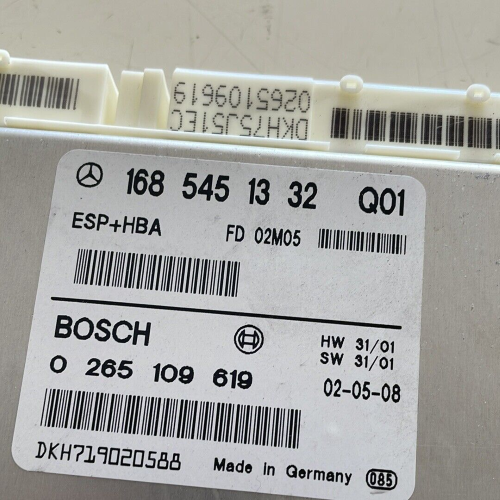 0265109619
DKH75J51EC
168 545 13 32 Q01
ESP+HBA FD 02M05
BOSCH
HW 31/01
SW 31/01
0 265 109 619 02-05-08
DKH719020588 Made in Germany 085